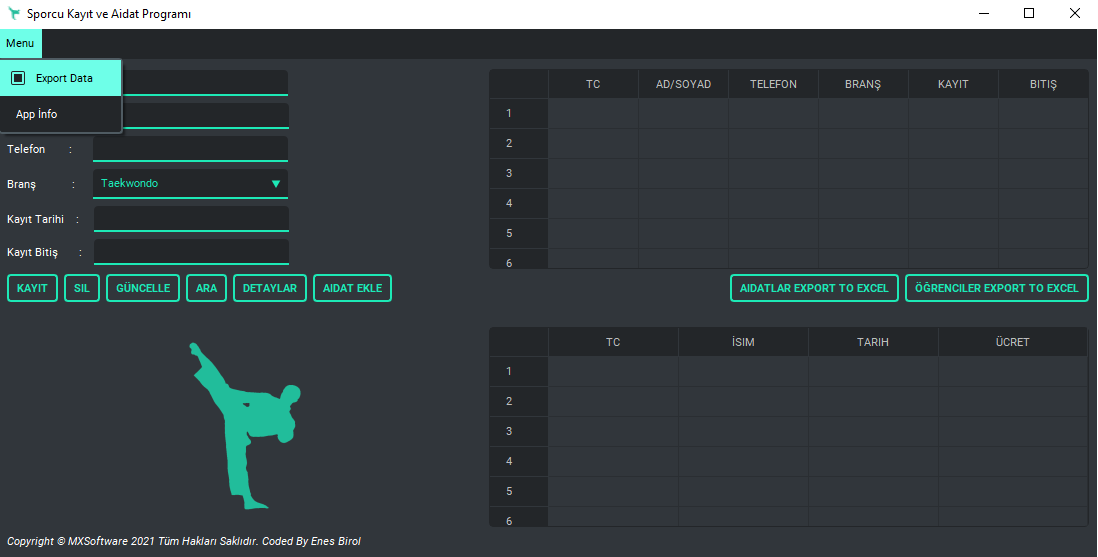 Sporcu Kayıt ve Aidat Programı
Menu
Export Data
App İnfo
Telefon :
Branş : Taekwondo
Kayıt Tarihi :
Kayıt Bitiş :
KAYIT SIL GÜNCELLE ARA DETAYLAR AIDAT EKLE
TC AD/SOYAD TELEFON BRANŞ KAYIT BITIŞ
1
2
3
4
5
6
AIDATLAR EXPORT TO EXCEL ÖĞRENCILER EXPORT TO EXCEL
TC İSIM TARIH ÜCRET
1
2
3
4
5
6
Copyright © MXSoftware 2021 Tüm Hakları Saklıdır. Coded By Enes Birol